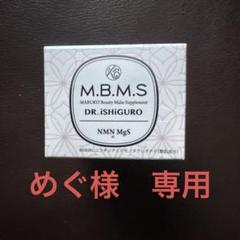 M.B.M.S
MARUKO Beauty Make Supplement
DR.iSHiGURO
NMN MgS
めぐ様 専用